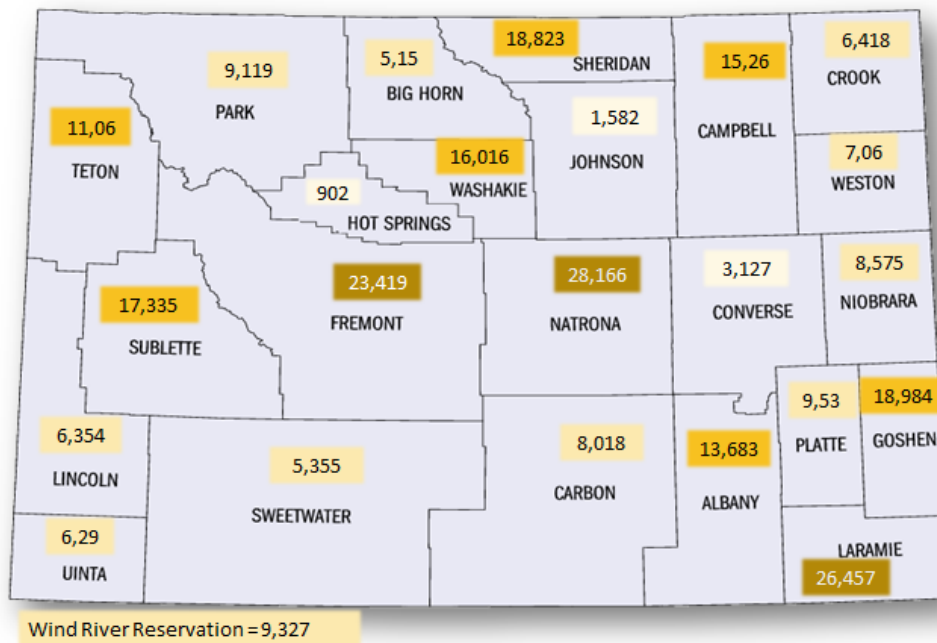 18,823
SHERIDAN
6,418
CROOK
9,119
PARK
5,15
BIG HORN
15,26
CAMPBELL
11,06
TETON
1,582
JOHNSON
16,016
WASHAKIE
7,06
WESTON
902
HOT SPRINGS
23,419
FREMONT
28,166
NATRONA
3,127
CONVERSE
8,575
NIOBRARA
17,335
SUBLETTE
9,53
PLATTE
18,984
GOSHEN
6,354
LINCOLN
5,355
SWEETWATER
8,018
CARBON
13,683
ALBANY
6,29
UINTA
LARAMIE
26,457
Wind River Reservation = 9,327